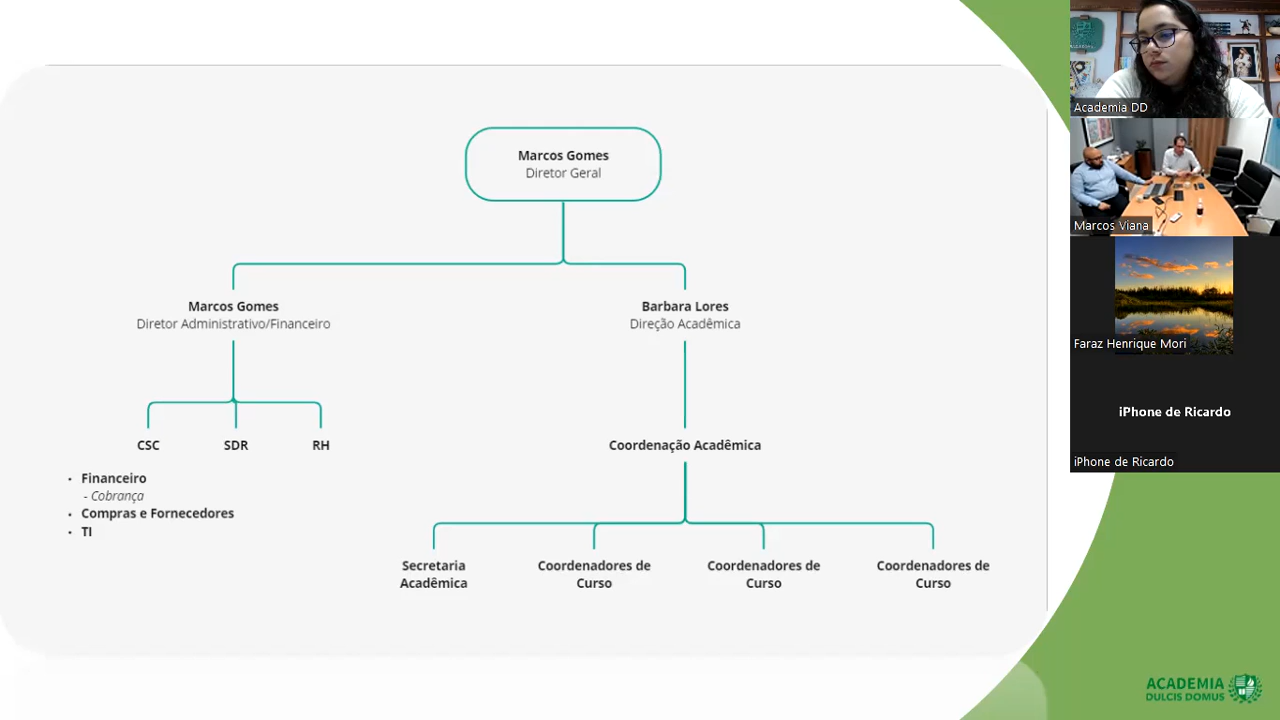 Marcos Gomes
Diretor Geral
Marcos Gomes
Diretor Administrativo/Financeiro
Barbara Lores
Direção Acadêmica
CSC
SDR
RH
Financeiro
- Cobrança
Compras e Fornecedores
TI
Coordenação Acadêmica
Secretaria
Acadêmica
Coordenadores de
Curso
Coordenadores de
Curso
Coordenadores de
Curso
Academia DD
Marcos Viana
Faraz Henrique Mori
iPhone de Ricardo
iPhone de Ricardo
ACADEMIA
DULCIS DOMUS